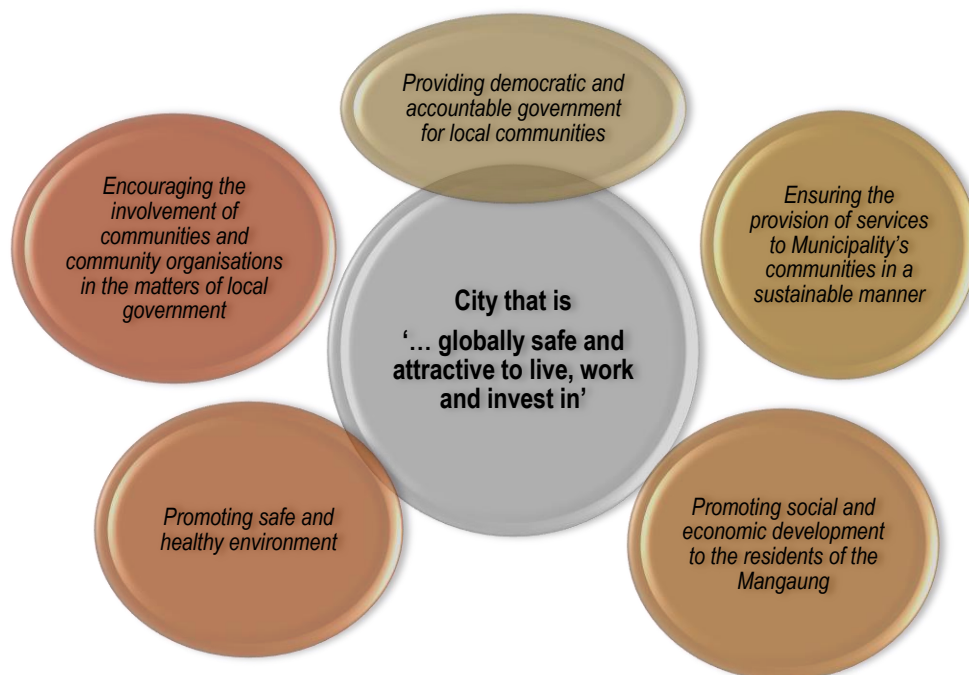 Providing democratic and
accountable government
for local communities
Encouraging the
involvement of
communities and
community organisations
in the matters of local
government
Ensuring the
provision of services
to Municipality’s
communities in a
sustainable manner
City that is
‘… globally safe and
attractive to live, work
and invest in’
Promoting safe and
healthy environment
Promoting social and
economic development
to the residents of the
Mangaung